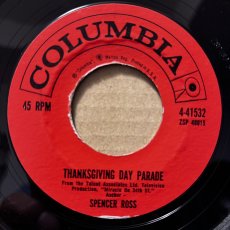 COLUMBIA
45 RPM
4-41532
ZSP 48015
THANKSGIVING DAY PARADE
From the Talent Associates Ltd. Television
Production, "Miracle On 34th St."
SPENCER ROSS